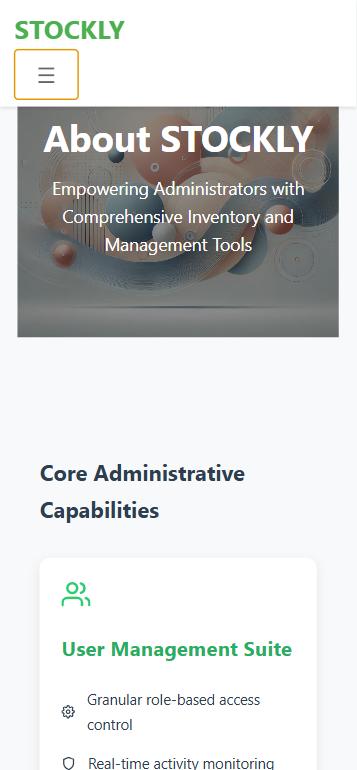 STOCKLY
☰
About STOCKLY
Empowering Administrators with
Comprehensive Inventory and
Management Tools
Core Administrative
Capabilities
User Management Suite
Granular role-based access
control
Real-time activity monitoring